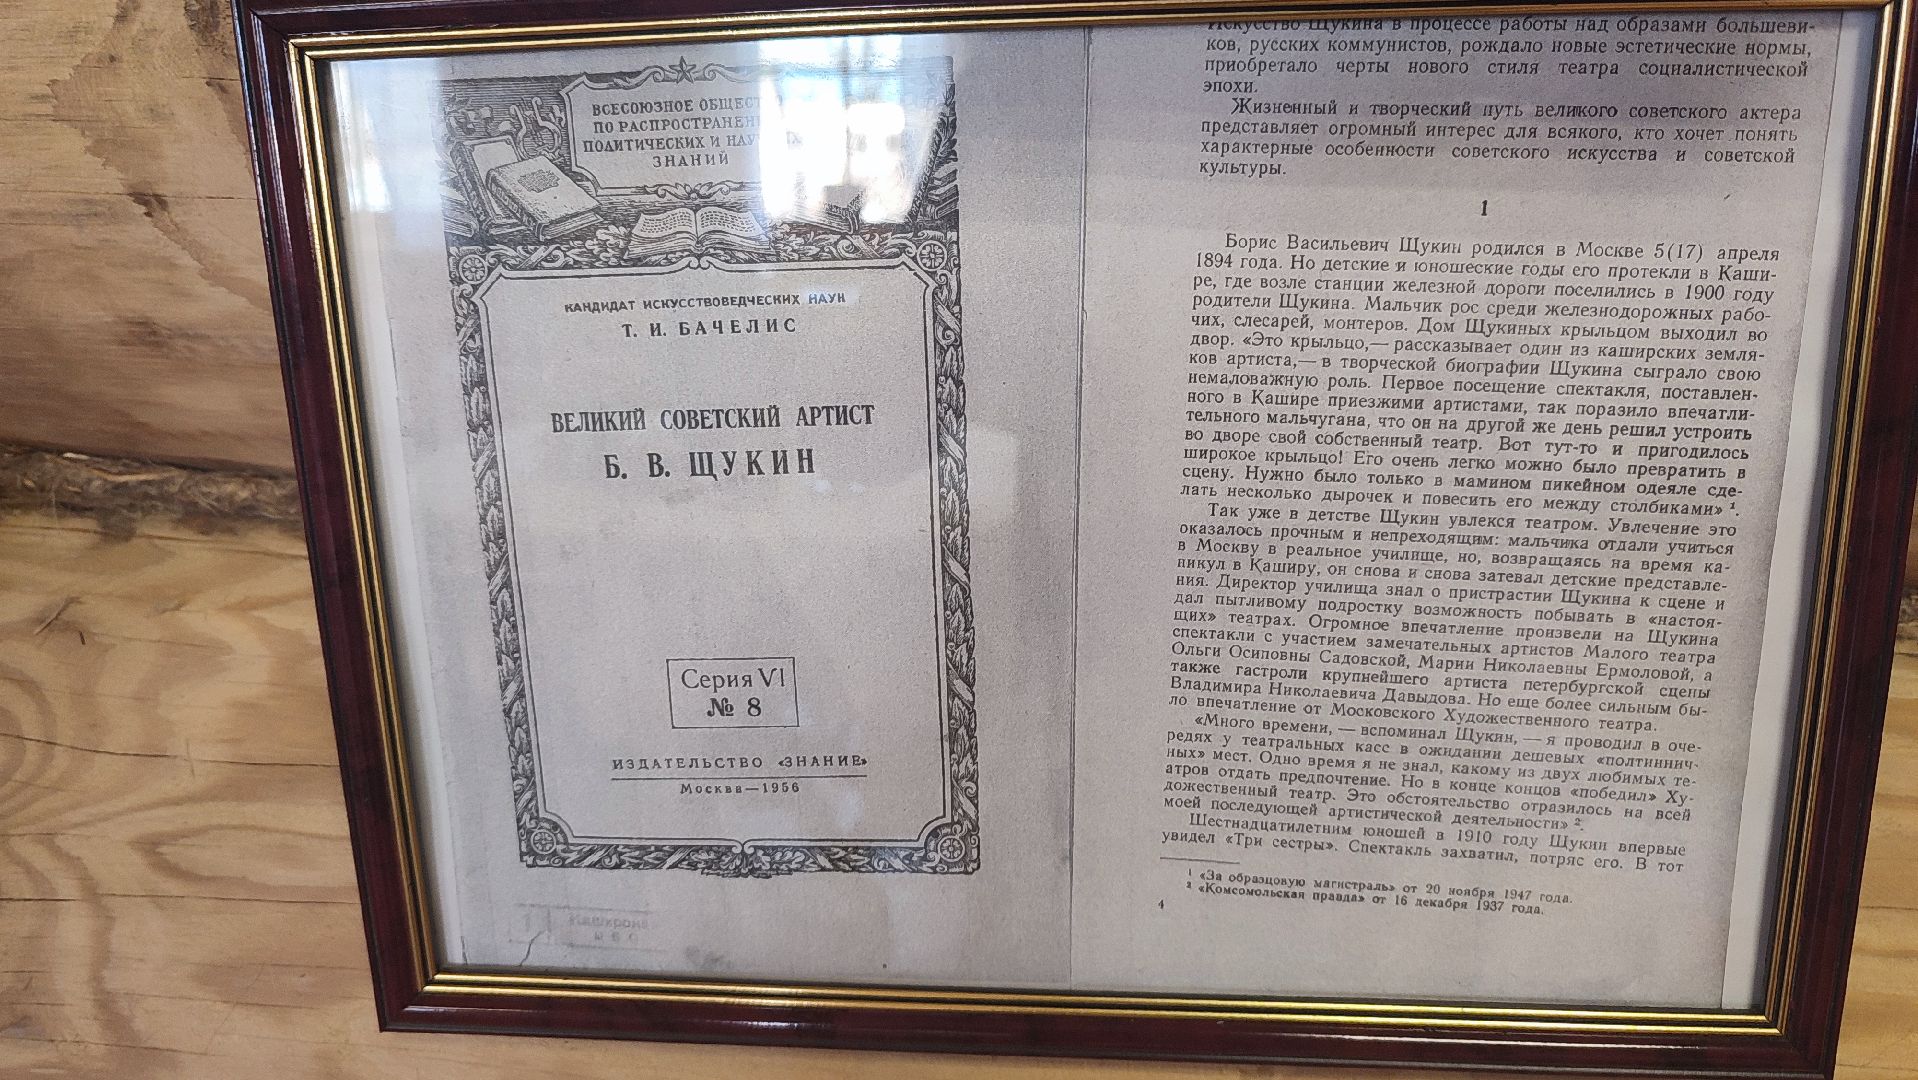 ВСЕСОЮЗНОЕ ОБЩЕСТ
ПО РАСПРОСТРАНЕН
ПОЛИТИЧЕСКИХ И НАУ
ЗНАНИЙ
КАНДИДАТ ИСКУССТВОВЕДЧЕСКИХ НАУК
Т. И. БАЧЕЛИС
ВЕЛИКИЙ СОВЕТСКИЙ АРТИСТ
Б. В. ЩУКИН
Серия VI
№ 8
ИЗДАТЕЛЬСТВО «ЗНАНИЕ»
Москва—1956
Искусство Щукина в процессе работы над образами большеви-
ков, русских коммунистов, рождало новые эстетические нормы,
приобретало черты нового стиля театра социалистической
эпохи.
Жизненный и творческий путь великого советского актера
представляет огромный интерес для всякого, кто хочет понять
характерные особенности советского искусства и советской
культуры.
1
Борис Васильевич Щукин родился в Москве 5(17) апреля
1894 года. Но детские и юношеские годы его протекли в Каши-
ре, где возле станции железной дороги поселились в 1900 году
родители Щукина. Мальчик рос среди железнодорожных рабо-
чих, слесарей, монтеров. Дом Щукиных крыльцом выходил во
двор. «Это крыльцо,— рассказывает один из каширских земля-
ков артиста,— в творческой биографии Щукина сыграло свою
немаловажную роль. Первое посещение спектакля, поставлен-
ного в Кашире приезжими артистами, так поразило впечатли-
тельного мальчугана, что он на другой же день решил устроить
во дворе свой собственный театр. Вот тут-то и пригодилось
широкое крыльцо! Его очень легко можно было превратить в
сцену. Нужно было только в мамином пикейном одеяле сде-
лать несколько дырочек и повесить его между столбиками» ¹.
Так уже в детстве Щукин увлекся театром. Увлечение это
оказалось прочным и непреходящим: мальчика отдали учиться
в Москву в реальное училище, но, возвращаясь на время ка-
никул в Каширу, он снова и снова затевал детские представле-
ния. Директор училища знал о пристрастии Щукина к сцене и
дал пытливому подростку возможность побывать в «настоя-
щих» театрах. Огромное впечатление произвели на Щукина
спектакли с участием замечательных артистов Малого театра
Ольги Осиповны Садовской, Марии Николаевны Ермоловой, а
также гастроли крупнейшего артиста петербургской сцены
Владимира Николаевича Давыдова. Но еще более сильным бы-
ло впечатление от Московского Художественного театра.
«Много времени, — вспоминал Щукин, — я проводил в оче-
редях у театральных касс в ожидании дешевых «полтиннич-
ных» мест. Одно время я не знал, какому из двух любимых те-
атров отдать предпочтение. Но в конце концов «победил» Ху-
дожественный театр. Это обстоятельство отразилось на всей
моей последующей артистической деятельности» ².
Шестнадцатилетним юношей в 1910 году Щукин впервые
увидел «Три сестры». Спектакль захватил, потряс его. В тот
¹ «За образцовую магистраль» от 20 ноября 1947 года.
² «Комсомольская правда» от 16 декабря 1937 года.
4